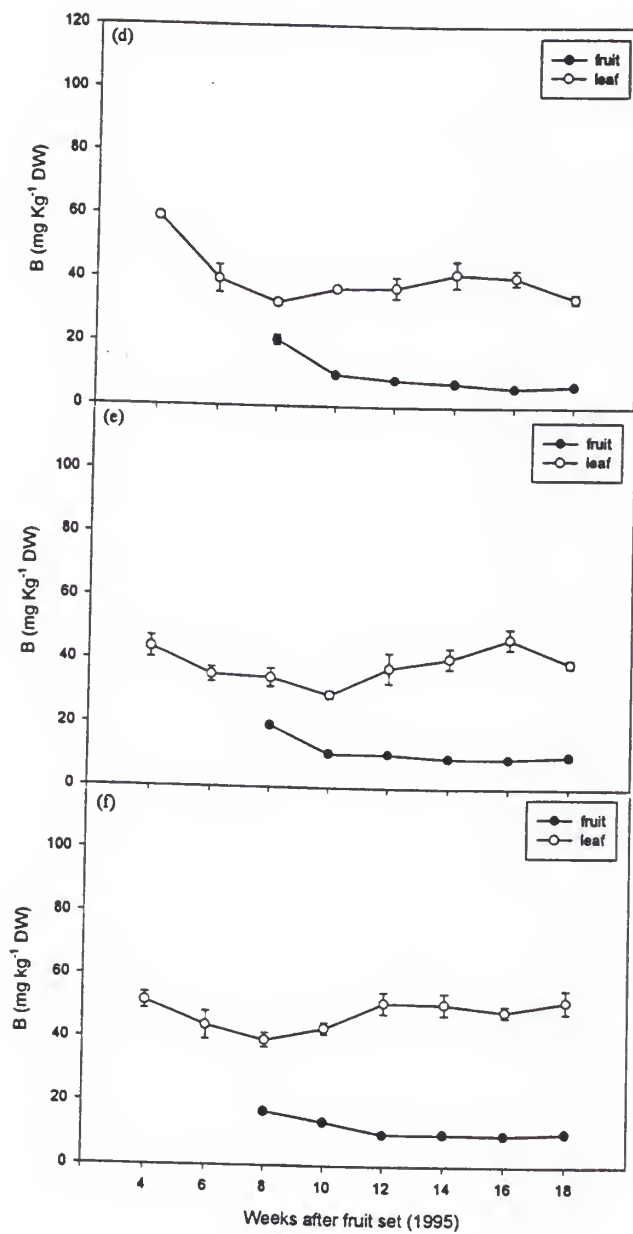 120
(d)
fruit
leaf
100
80
60
40
20
0
B (mg Kg⁻¹ DW)
(e)
fruit
leaf
100
80
60
40
20
0
B (mg Kg⁻¹ DW)
(f)
fruit
leaf
100
80
60
40
20
0
B (mg kg⁻¹ DW)
4 6 8 10 12 14 16 18
Weeks after fruit set (1995)